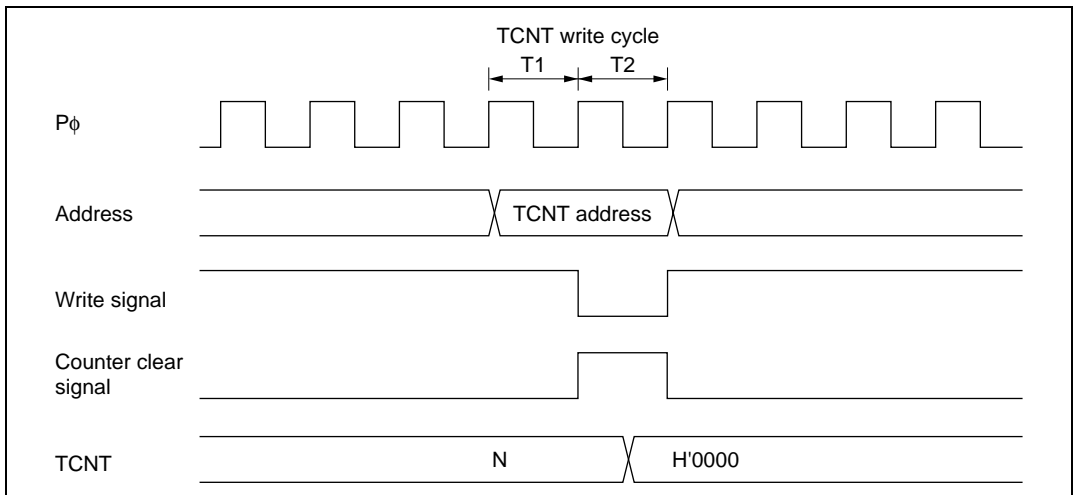 TCNT write cycle
T1 T2
Pϕ
Address TCNT address
Write signal
Counter clear
signal
TCNT N H'0000